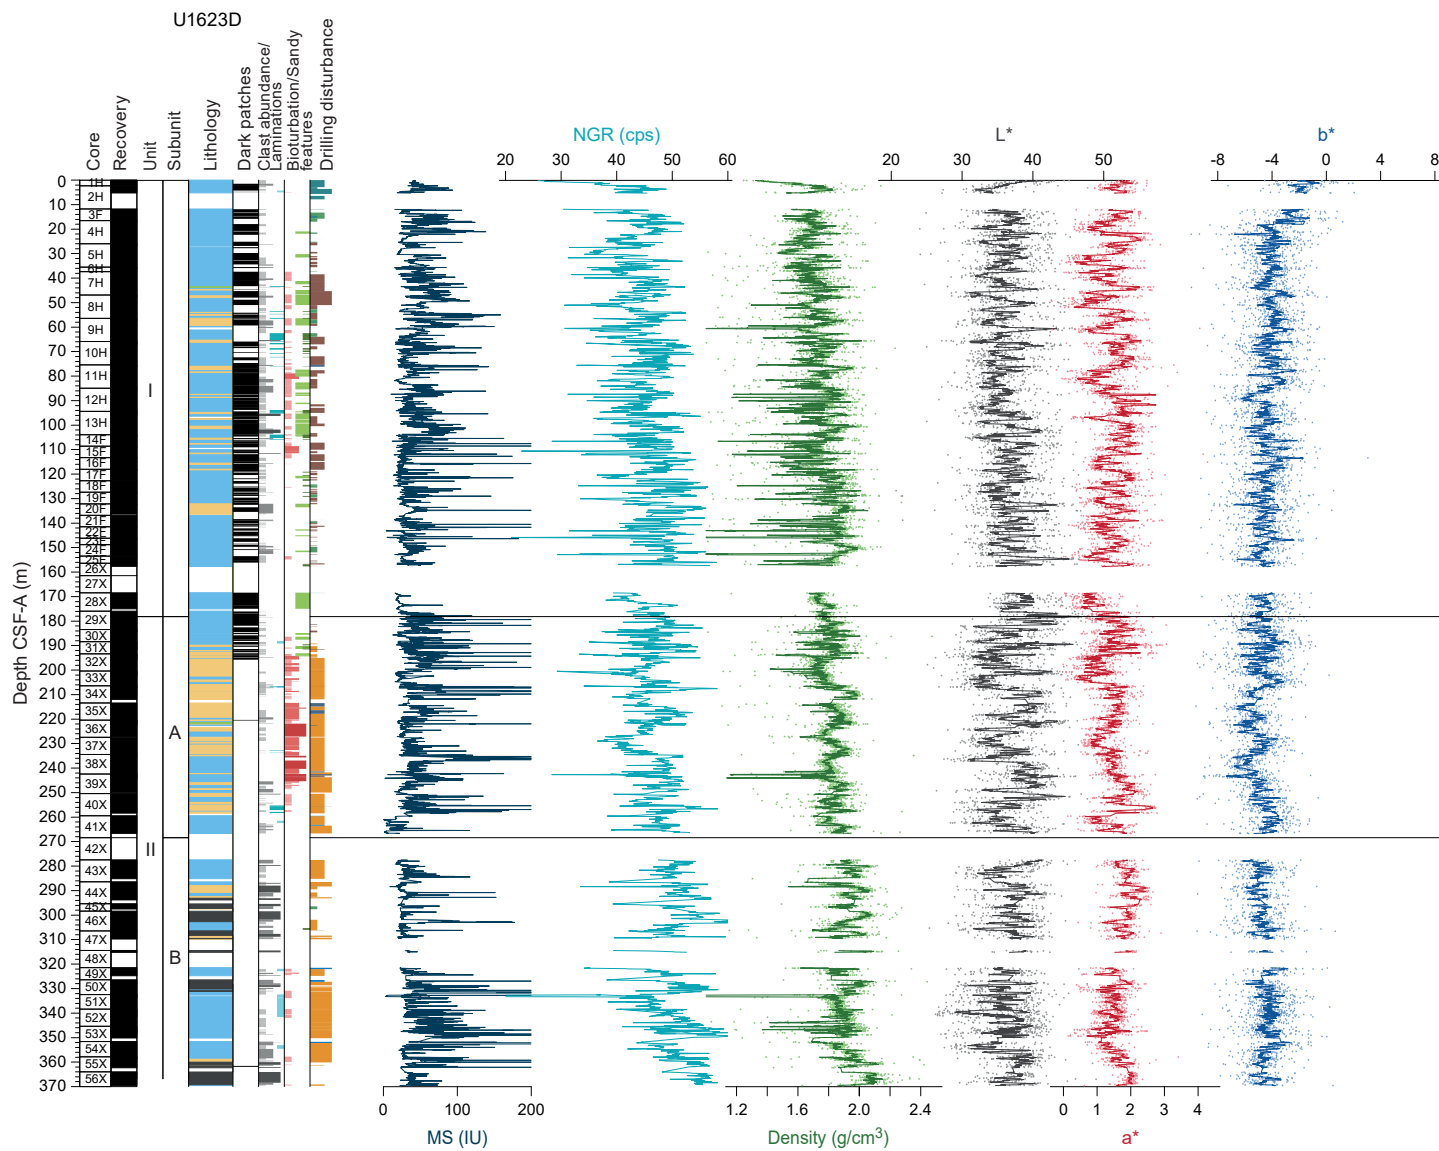 U1623D
Core
Recovery
Unit
Subunit
Lithology
Dark patches
Clast abundance/
Laminations
Bioturbation/Sandy
features
Drilling disturbance
NGR (cps)
L*
b*
20 30 40 50 60
20 30 40 50
-8 -4 0 4 8
Depth CSF-A (m)
0
10
20
30
40
50
60
70
80
90
100
110
120
130
140
150
160
170
180
190
200
210
220
230
240
250
260
270
280
290
300
310
320
330
340
350
360
370
1H
2H
3F
4H
5H
6H
7H
8H
9H
10H
11H
12H
13H
14F
15F
16F
17F
18F
19F
20F
21F
22F
23F
24F
25F
26X
27X
28X
29X
30X
31X
32X
33X
34X
35X
36X
37X
38X
39X
40X
41X
42X
43X
44X
45X
46X
47X
48X
49X
50X
51X
52X
53X
54X
55X
56X
I
II
A
B
0 100 200
MS (IU)
1.2 1.6 2.0 2.4
Density (g/cm³)
0 1 2 3 4
a*